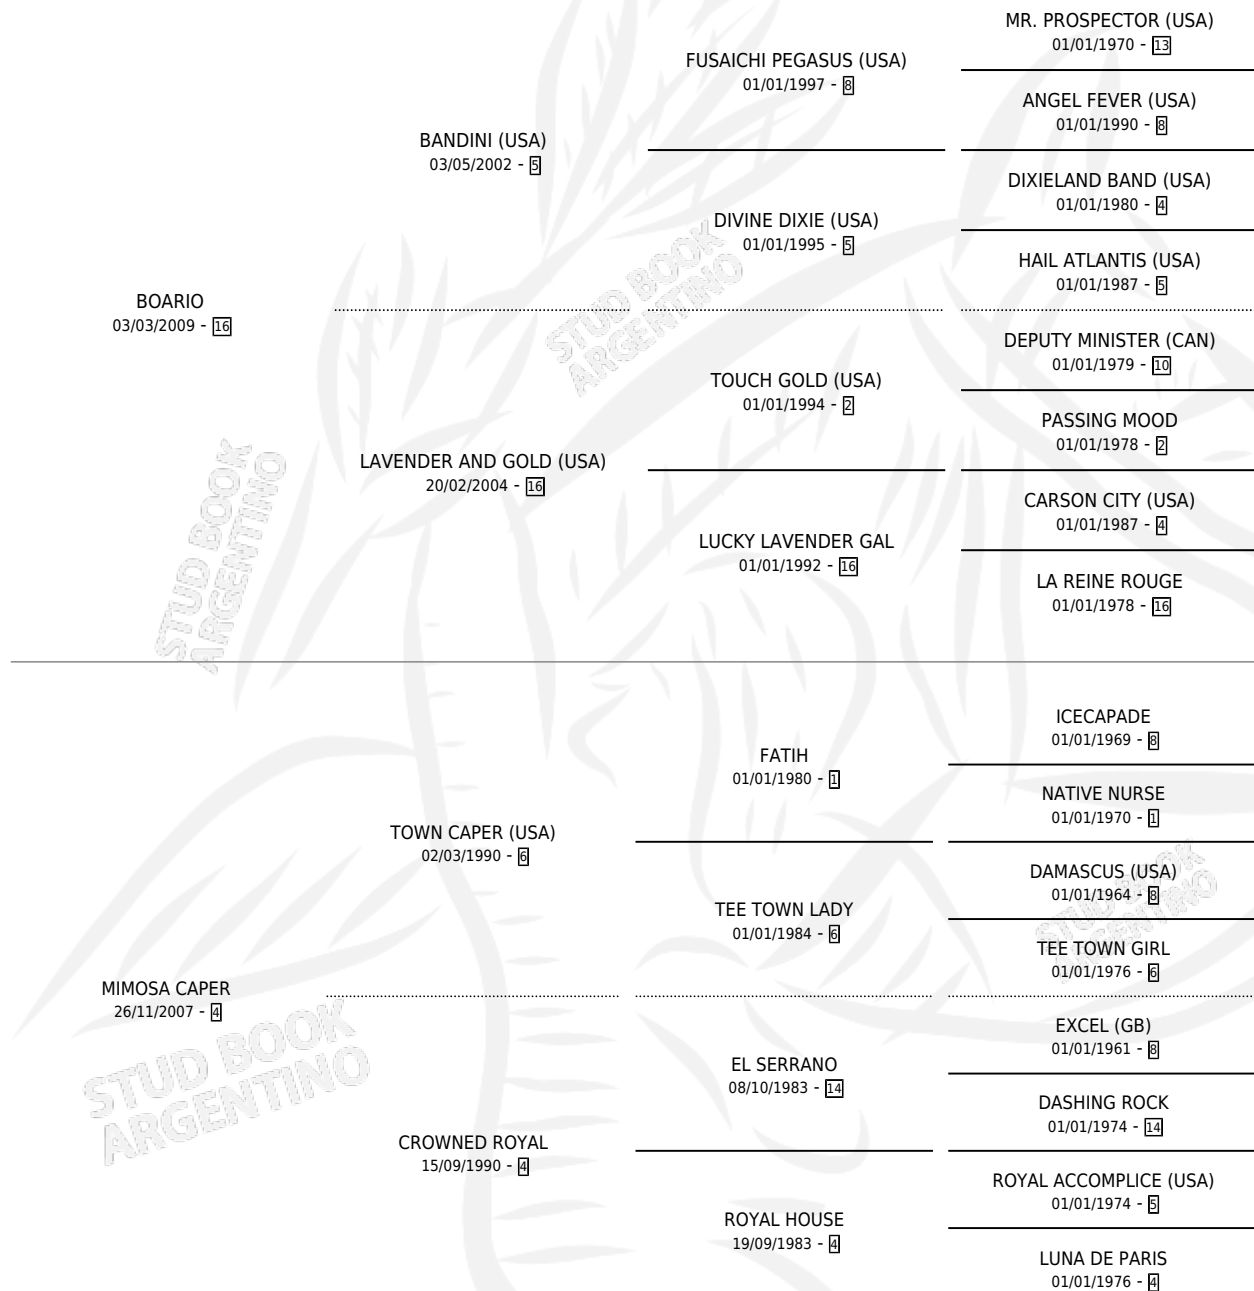 BOARIO
03/03/2009 - 16
BANDINI (USA)
03/05/2002 - 5
FUSAICHI PEGASUS (USA)
01/01/1997 - 8
MR. PROSPECTOR (USA)
01/01/1970 - 13
ANGEL FEVER (USA)
01/01/1990 - 8
DIVINE DIXIE (USA)
01/01/1995 - 5
DIXIELAND BAND (USA)
01/01/1980 - 4
HAIL ATLANTIS (USA)
01/01/1987 - 5
LAVENDER AND GOLD (USA)
20/02/2004 - 16
TOUCH GOLD (USA)
01/01/1994 - 2
DEPUTY MINISTER (CAN)
01/01/1979 - 10
PASSING MOOD
01/01/1978 - 2
LUCKY LAVENDER GAL
01/01/1992 - 16
CARSON CITY (USA)
01/01/1987 - 4
LA REINE ROUGE
01/01/1978 - 16
MIMOSA CAPER
26/11/2007 - 4
TOWN CAPER (USA)
02/03/1990 - 6
FATIH
01/01/1980 - 1
ICECAPADE
01/01/1969 - 8
NATIVE NURSE
01/01/1970 - 1
TEE TOWN LADY
01/01/1984 - 6
DAMASCUS (USA)
01/01/1964 - 8
TEE TOWN GIRL
01/01/1976 - 6
CROWNED ROYAL
15/09/1990 - 4
EL SERRANO
08/10/1983 - 14
EXCEL (GB)
01/01/1961 - 8
DASHING ROCK
01/01/1974 - 14
ROYAL HOUSE
19/09/1983 - 4
ROYAL ACCOMPLICE (USA)
01/01/1974 - 5
LUNA DE PARIS
01/01/1976 - 4
STUD BOOK
ARGENTINO
STUD BOOK
ARGENTINO
STUD BOOK
ARGENTINO
STUD BOOK
ARGENTINO